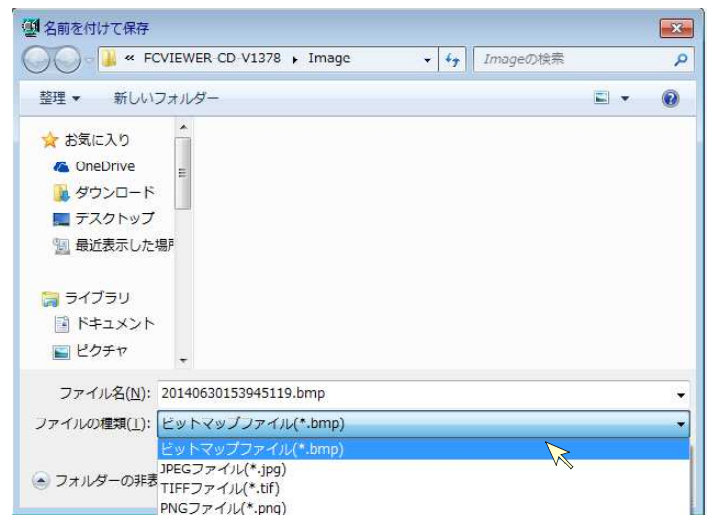 名前を付けて保存
« FCVIEWER CD V1378 ▸ Image
Imageの検索
整理 ▼ 新しいフォルダー
お気に入り
OneDrive
ダウンロード
デスクトップ
最近表示した場所
ライブラリ
ドキュメント
ピクチャ
ファイル名(N): 20140630153945119.bmp
ファイルの種類(T): ビットマップファイル(*.bmp)
ビットマップファイル(*.bmp)
JPEGファイル(*.jpg)
フォルダーの非表
TIFFファイル(*.tif)
PNGファイル(*.png)